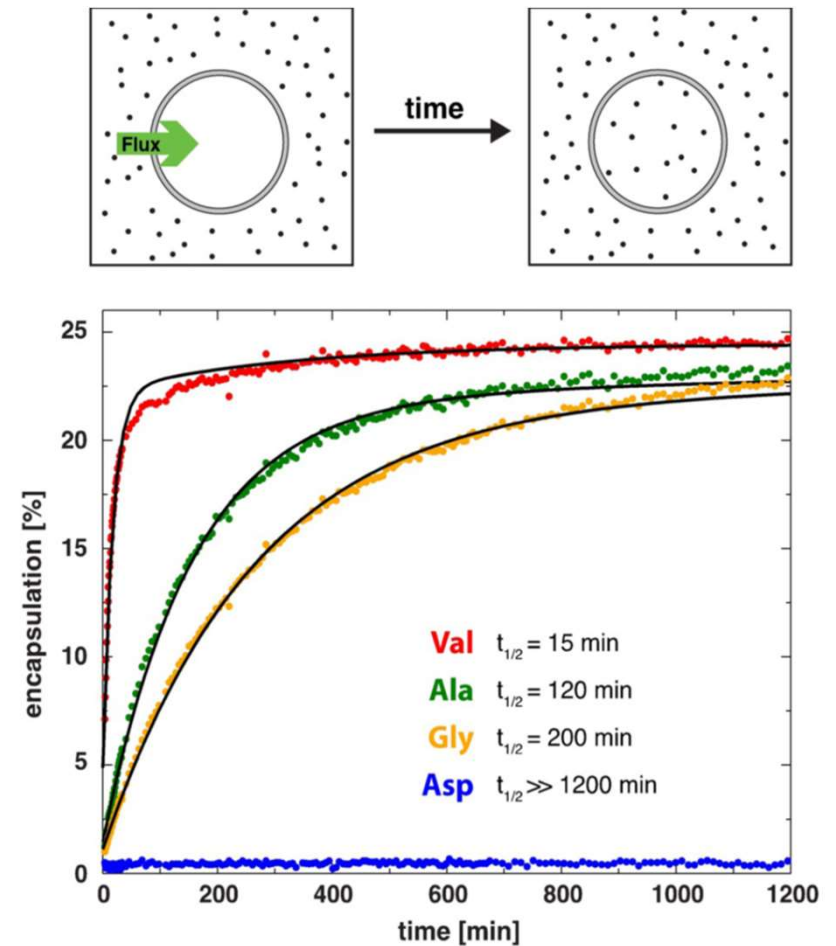 time
Flux
encapsulation [%]
25
20
15
10
5
0
Val t1/2 = 15 min
Ala t1/2 = 120 min
Gly t1/2 = 200 min
Asp t1/2 >> 1200 min
0 200 400 600 800 1000 1200
time [min]